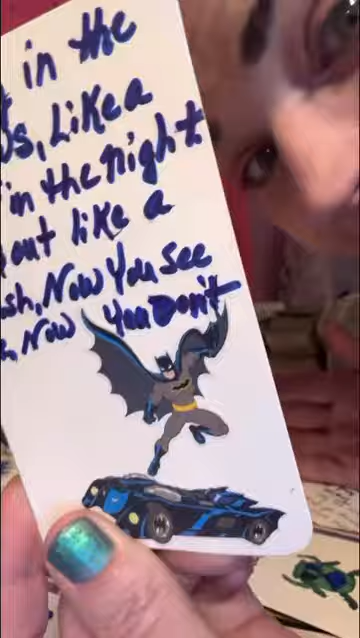 in the
Like a
in the night
out like a
Now You See
Now You Don't